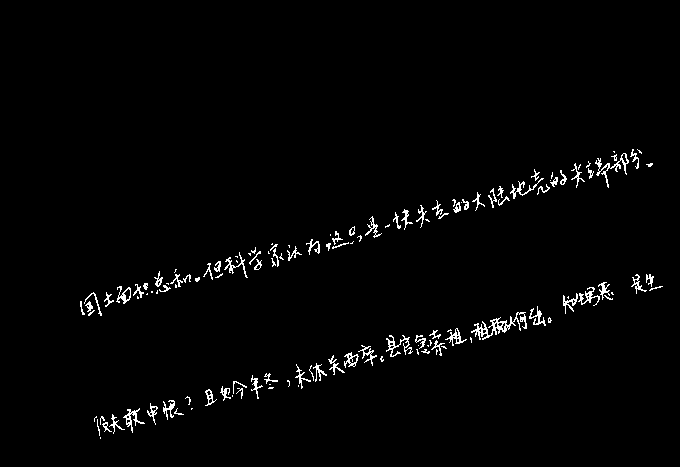 国土面积总和。但科学家认为，这只是一块失去的大陆地壳的尖端部分。
役夫敢申恨？且如今年冬，未休关西卒。县官急索租，租税从何出。知生男恶 是生